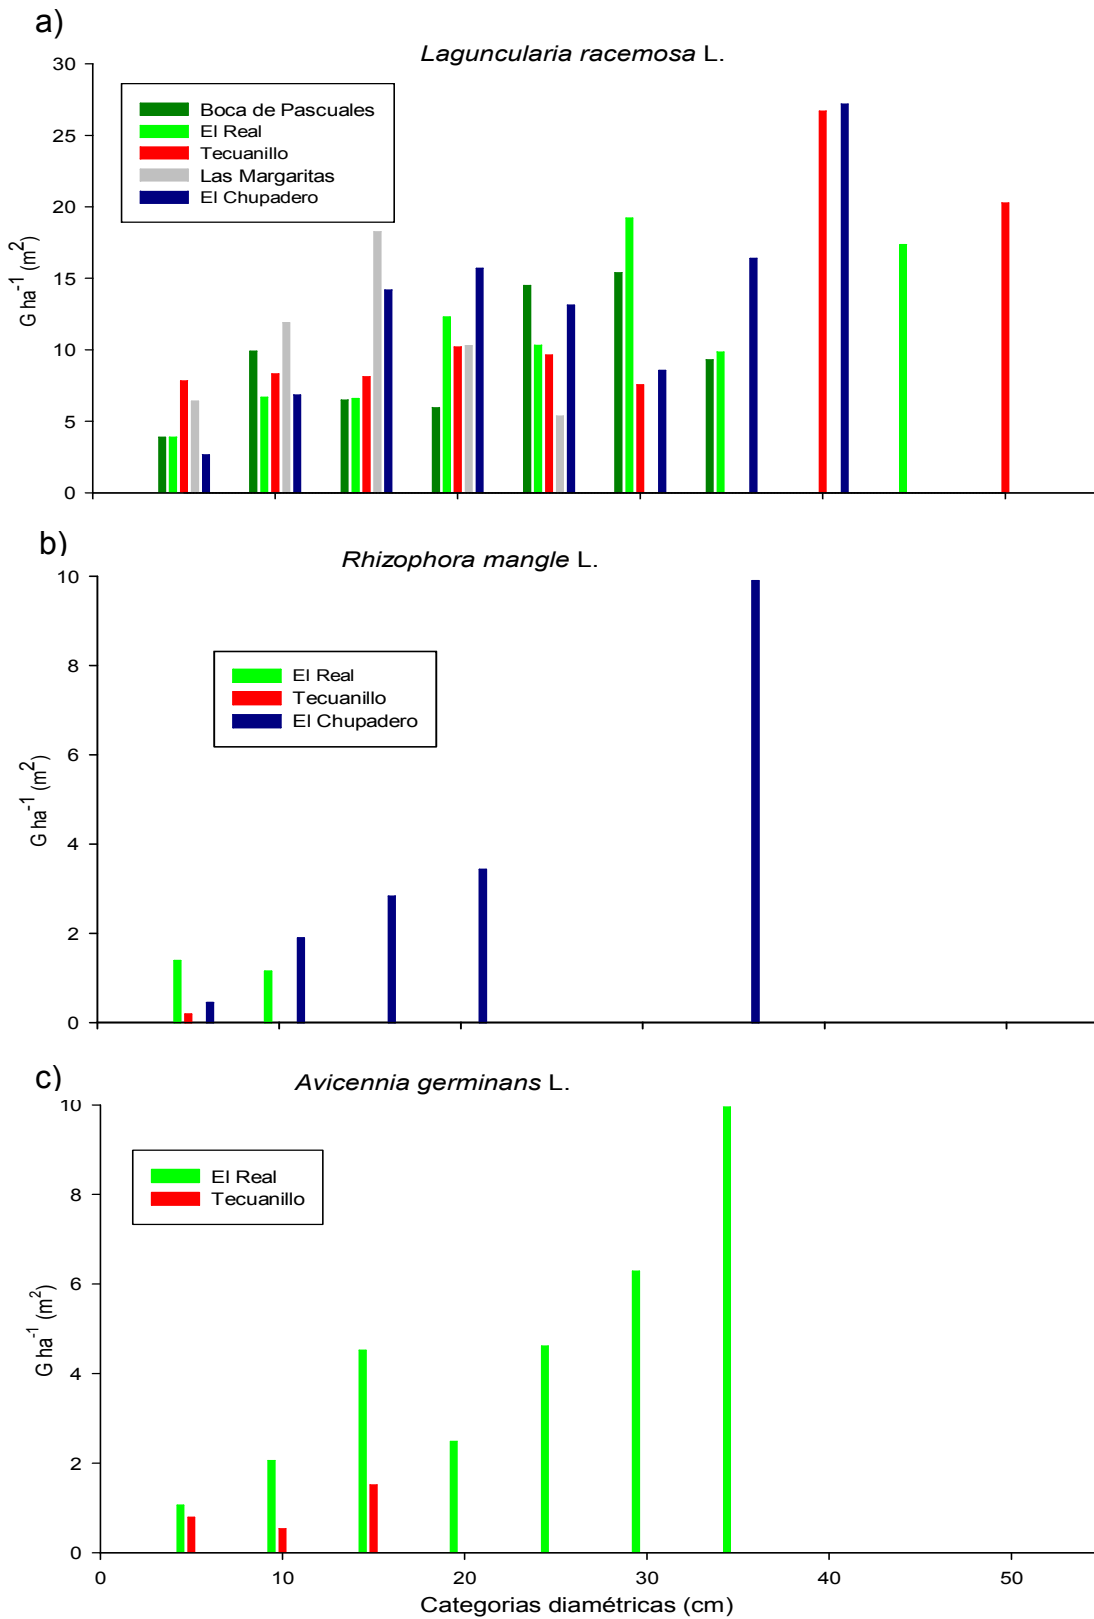 a)
Laguncularia racemosa L.
30
25
20
15
10
5
0
G ha-1 (m2)
Boca de Pascuales
El Real
Tecuanillo
Las Margaritas
El Chupadero
b)
Rhizophora mangle L.
10
8
6
4
2
0
G ha-1 (m2)
El Real
Tecuanillo
El Chupadero
c)
Avicennia germinans L.
10
8
6
4
2
0
G ha-1 (m2)
El Real
Tecuanillo
0 10 20 30 40 50
Categorias diamétricas (cm)